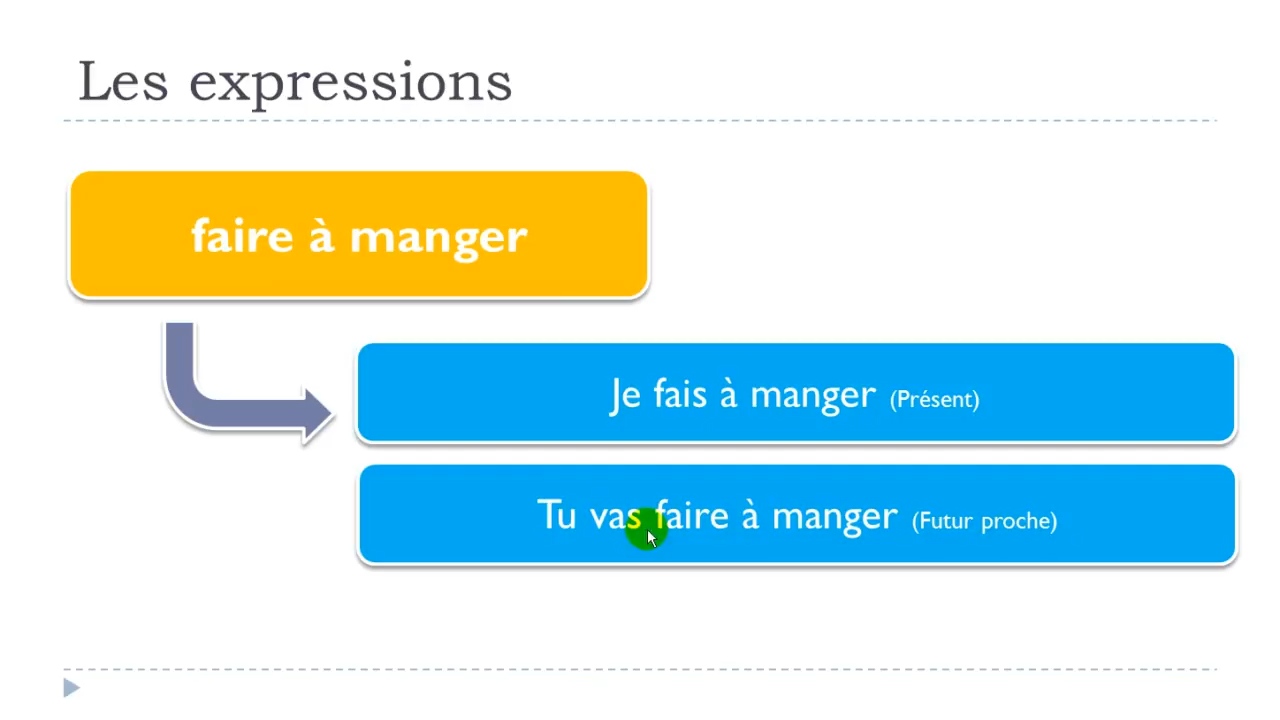 Les expressions
faire à manger
Je fais à manger (Présent)
Tu vas faire à manger (Futur proche)